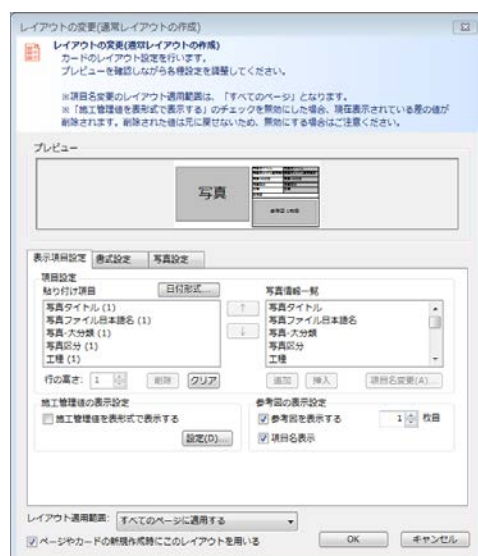 レイアウトの変更(通常レイアウトの作成)
レイアウトの変更(通常レイアウトの作成)
カードのレイアウト設定を行います。
プレビューを確認しながら各種設定を調整してください。
※項目名変更のレイアウト適用範囲は、「すべてのページ」となります。
※「施工管理値を表形式で表示する」のチェックを無効にした場合、現在表示されている差の値が
削除されます。削除された値は元に戻せないため、無効にする場合はご注意ください。
プレビュー
写真
参考図 1枚目
表示項目設定 書式設定 写真設定
項目設定
貼り付け項目 日付形式... 写真情報一覧
写真タイトル (1) ↑ 写真タイトル
写真ファイル日本語名 (1) 写真ファイル日本語名
写真-大分類 (1) ↓ 写真-大分類
写真区分 (1) 写真区分
工種 (1) 工種
行の高さ: 1 削除 クリア 追加 挿入 項目名変更(A)...
施工管理値の表示設定 参考図の表示設定
施工管理値を表形式で表示する 参考図を表示する 1 枚目
設定(D)... 項目名表示
レイアウト適用範囲: すべてのページに適用する
ページやカードの新規作成時にこのレイアウトを用いる OK キャンセル